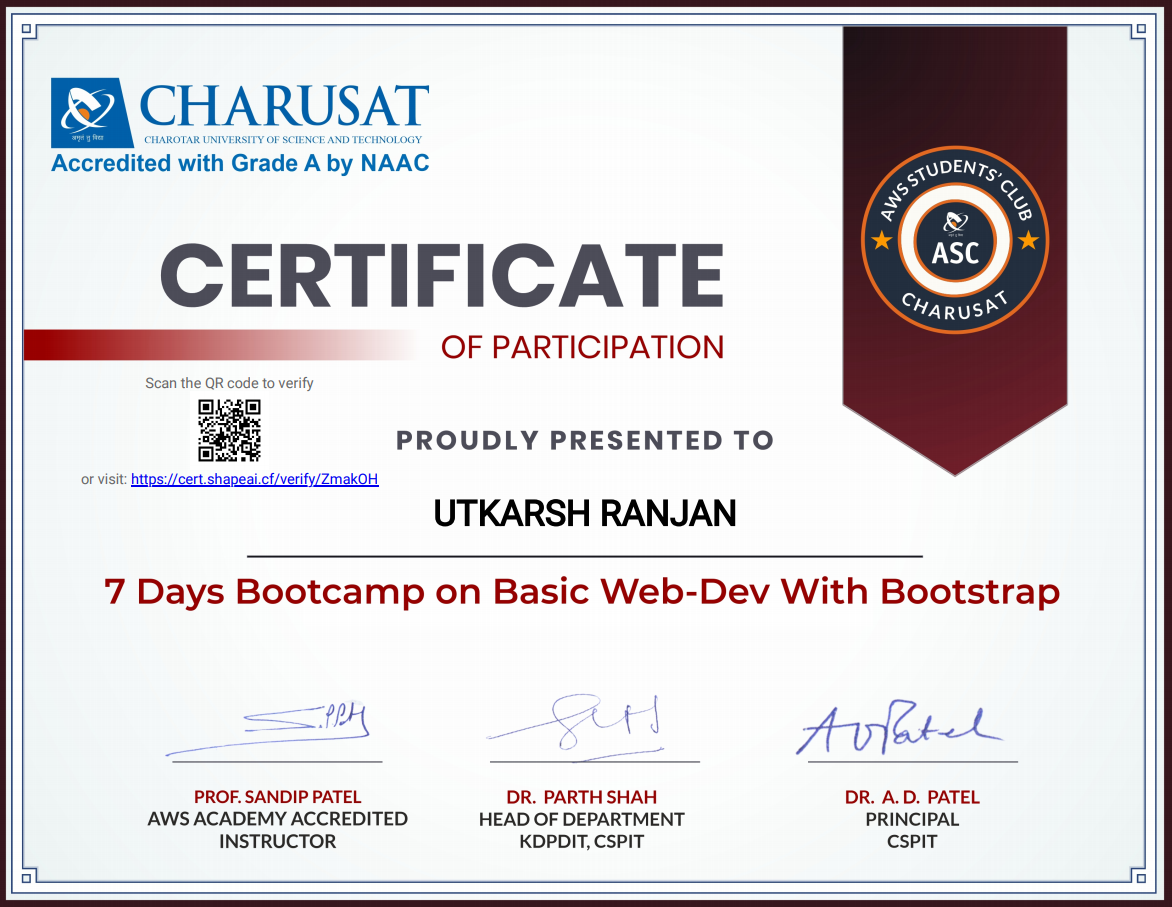 CHARUSAT
अमृतं तु विद्या
CHAROTAR UNIVERSITY OF SCIENCE AND TECHNOLOGY
Accredited with Grade A by NAAC
AWS STUDENTS' CLUB
ASC
CHARUSAT
CERTIFICATE
OF PARTICIPATION
Scan the QR code to verify
or visit: https://cert.shapeai.cf/verify/ZmakOH
PROUDLY PRESENTED TO
UTKARSH RANJAN
7 Days Bootcamp on Basic Web-Dev With Bootstrap
A D Patel
PROF. SANDIP PATEL
AWS ACADEMY ACCREDITED
INSTRUCTOR
DR. PARTH SHAH
HEAD OF DEPARTMENT
KDPDIT, CSPIT
DR. A. D. PATEL
PRINCIPAL
CSPIT